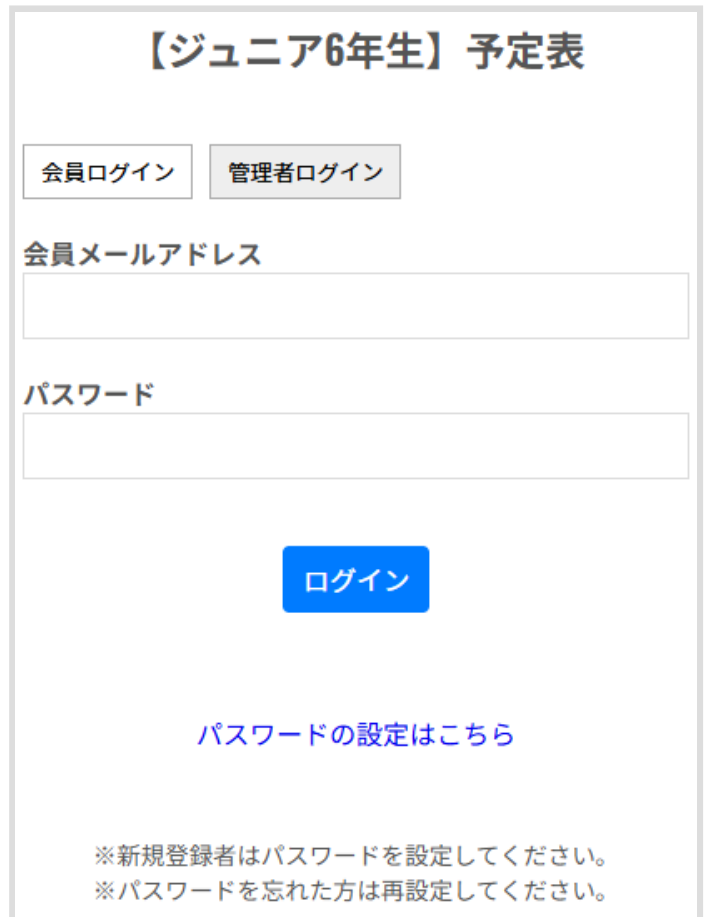 【ジュニア6年生】予定表
会員ログイン 管理者ログイン
会員メールアドレス
パスワード
ログイン
パスワードの設定はこちら
※新規登録者はパスワードを設定してください。
※パスワードを忘れた方は再設定してください。